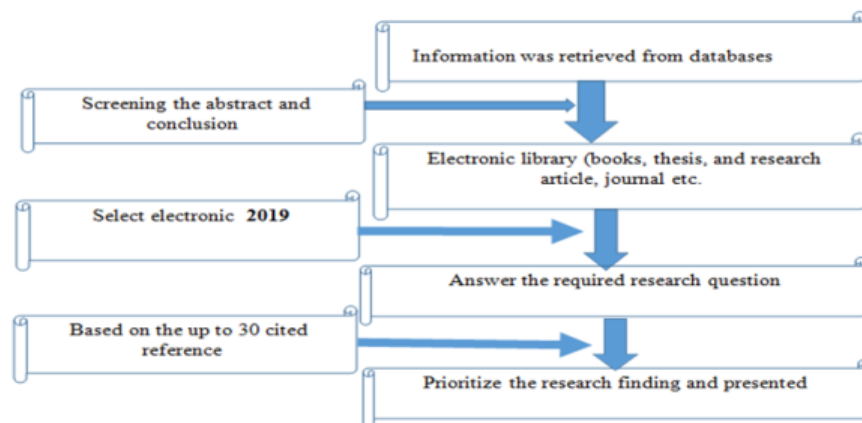 Information was retrieved from databases
Screening the abstract and
conclusion
Electronic library (books, thesis, and research
article, journal etc.
Select electronic 2019
Answer the required research question
Based on the up to 30 cited
reference
Prioritize the research finding and presented